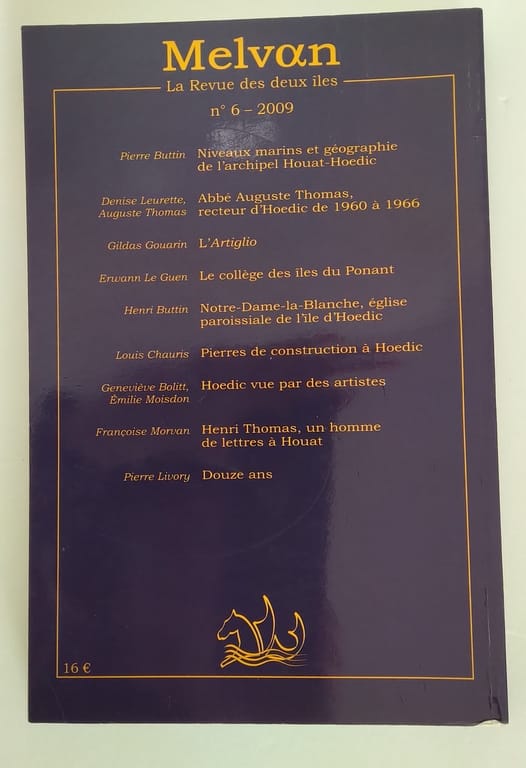 Melvan
La Revue des deux îles
n° 6 – 2009
Pierre Buttin Niveaux marins et géographie
de l'archipel Houat-Hoedic
Denise Leurette, Abbé Auguste Thomas,
Auguste Thomas recteur d'Hoedic de 1960 à 1966
Gildas Gouarin L'Artiglio
Erwann Le Guen Le collège des îles du Ponant
Henri Buttin Notre-Dame-la-Blanche, église
paroissiale de l'île d'Hoedic
Louis Chauris Pierres de construction à Hoedic
Geneviève Bolitt, Hoedic vue par des artistes
Émilie Moisdon
Françoise Morvan Henri Thomas, un homme
de lettres à Houat
Pierre Livory Douze ans
16 €